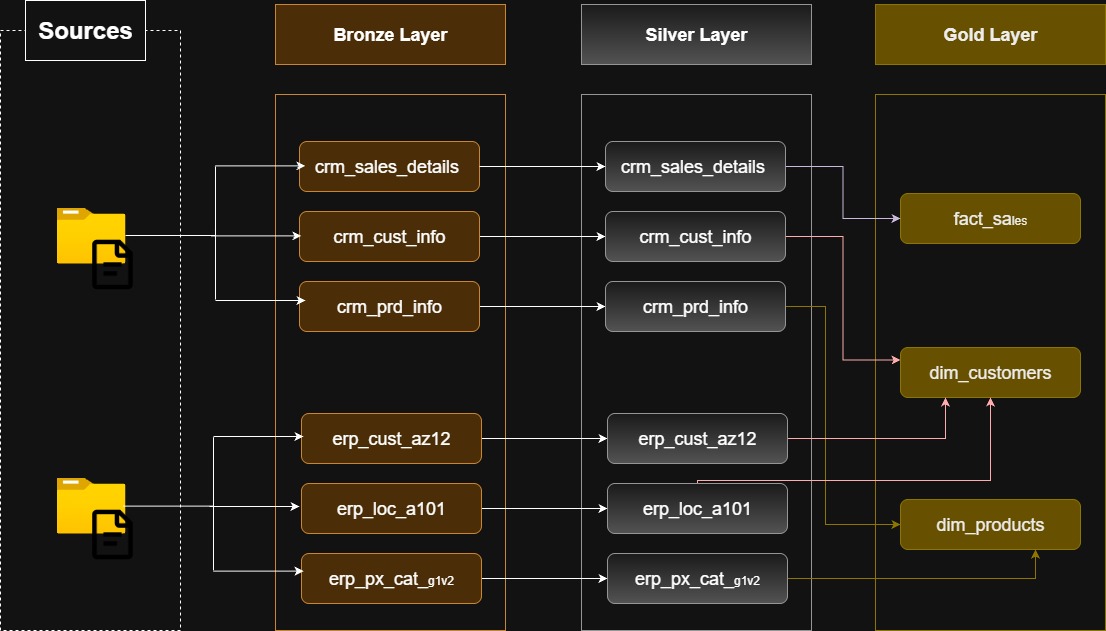 Sources
Bronze Layer
Silver Layer
Gold Layer
crm_sales_details
crm_sales_details
crm_cust_info
crm_cust_info
fact_sales
crm_prd_info
crm_prd_info
dim_customers
erp_cust_az12
erp_cust_az12
erp_loc_a101
erp_loc_a101
dim_products
erp_px_cat_g1v2
erp_px_cat_g1v2